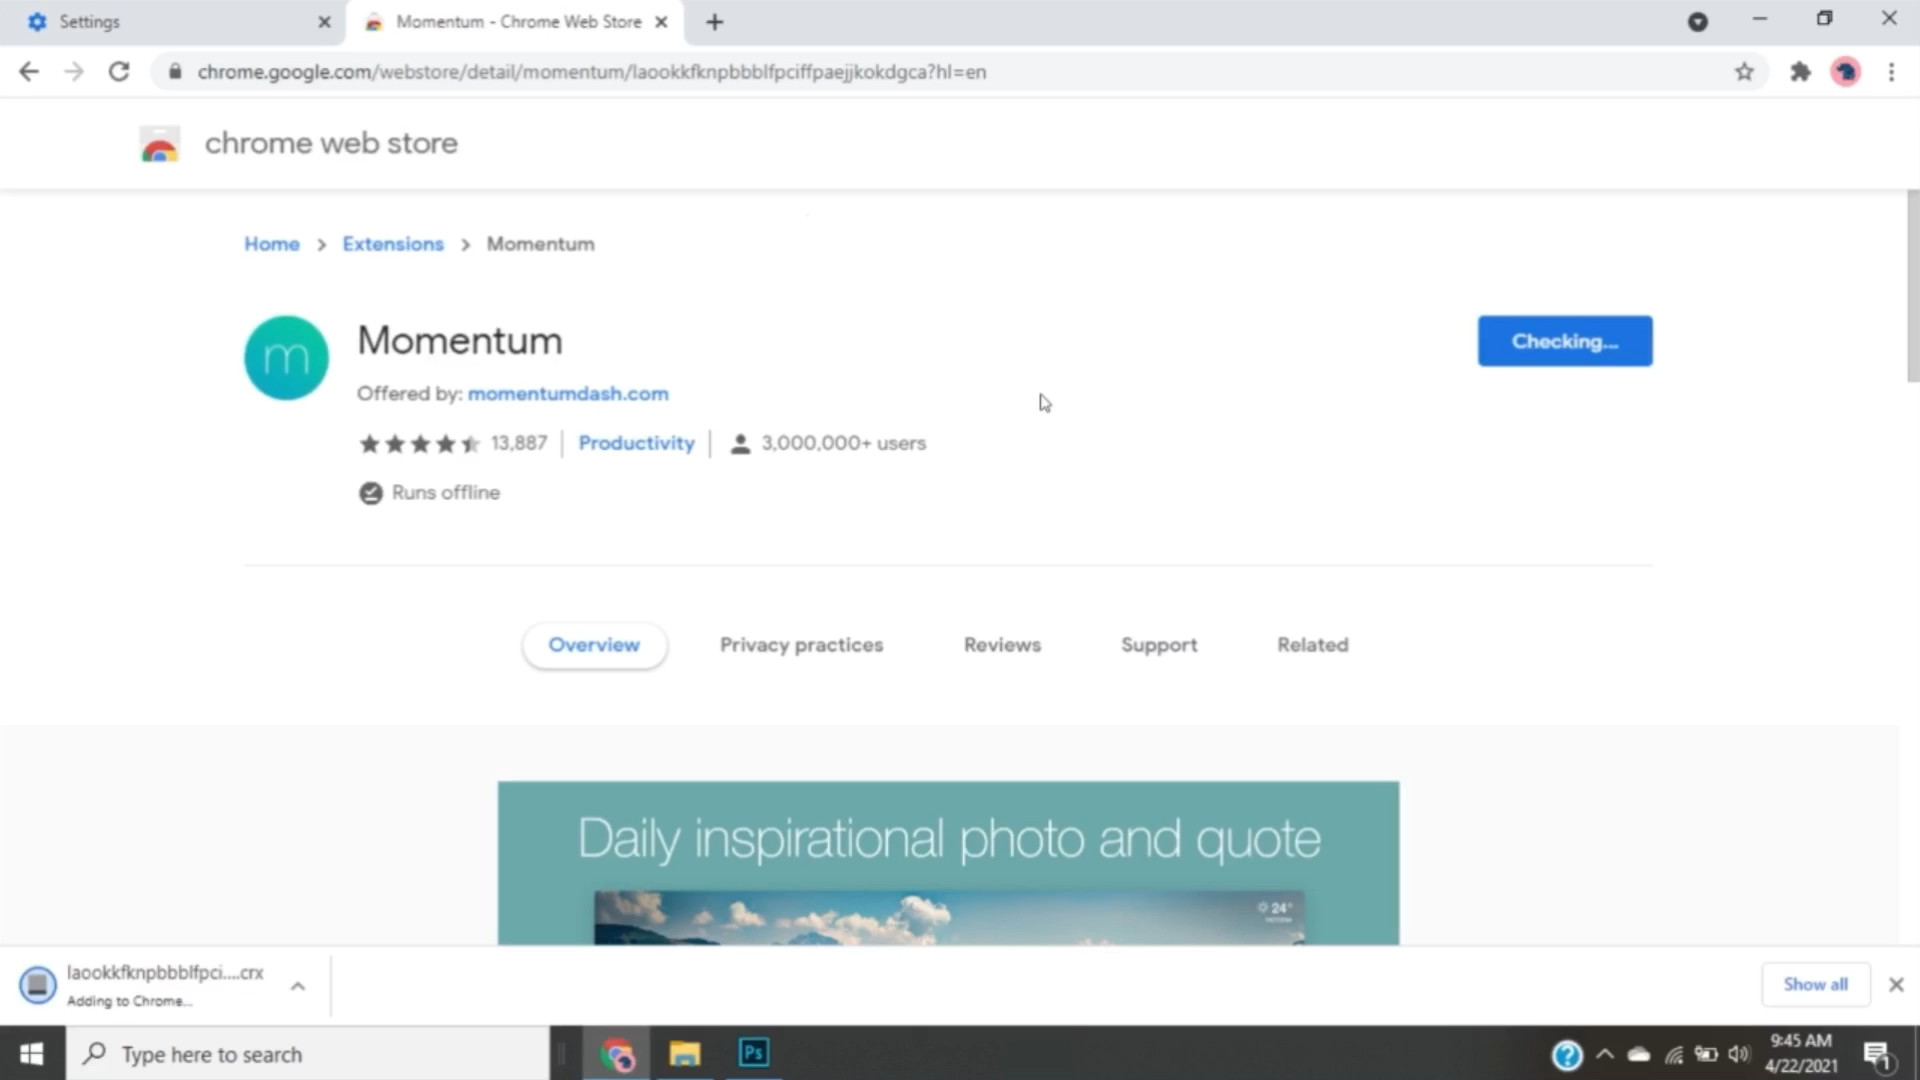 Settings
Momentum - Chrome Web Store
chrome.google.com/webstore/detail/momentum/laookkfknpbbblfpciffpaejjkokdgca?hl=en
chrome web store
Home > Extensions > Momentum
m
Momentum
Checking...
Offered by: momentumdash.com
13,887 | Productivity | 3,000,000+ users
Runs offline
Overview
Privacy practices
Reviews
Support
Related
Daily inspirational photo and quote
24°
laookkfknpbbblfpci....crx
Adding to Chrome...
Show all
Type here to search
Ps
9:45 AM
4/22/2021
1